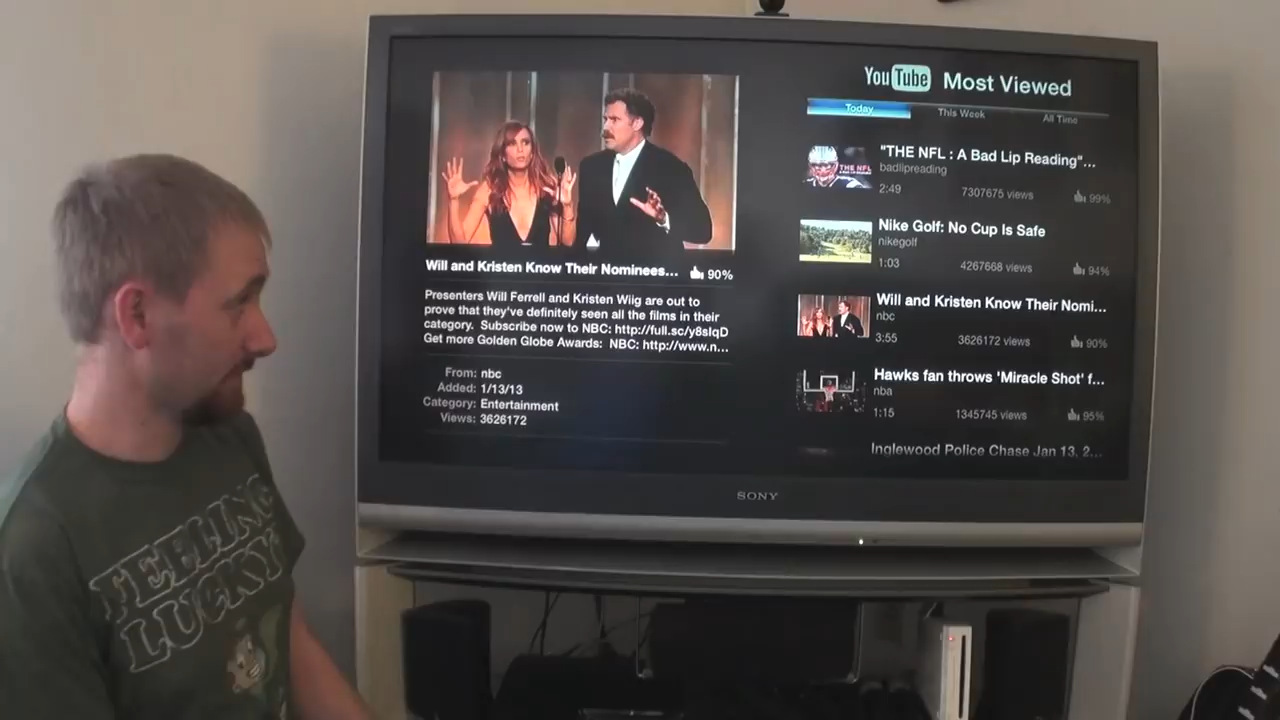 Will and Kristen Know Their Nominees...
90%
Presenters Will Ferrell and Kristen Wiig are out to
prove that they've definitely seen all the films in their
category. Subscribe now to NBC: http://full.sc/y8slqD
Get more Golden Globe Awards: NBC: http://www.n...
From: nbc
Added: 1/13/13
Category: Entertainment
Views: 3626172
YouTube Most Viewed
Today
This Week
All Time
THE NFL
"THE NFL : A Bad Lip Reading"...
badlipreading
2:49
7307675 views
99%
Nike Golf: No Cup Is Safe
nikegolf
1:03
4267668 views
94%
Will and Kristen Know Their Nomi...
nbc
3:55
3626172 views
90%
Hawks fan throws 'Miracle Shot' f...
nba
1:15
1345745 views
95%
Inglewood Police Chase Jan 13, 2...
SONY
FEELING
LUCKY